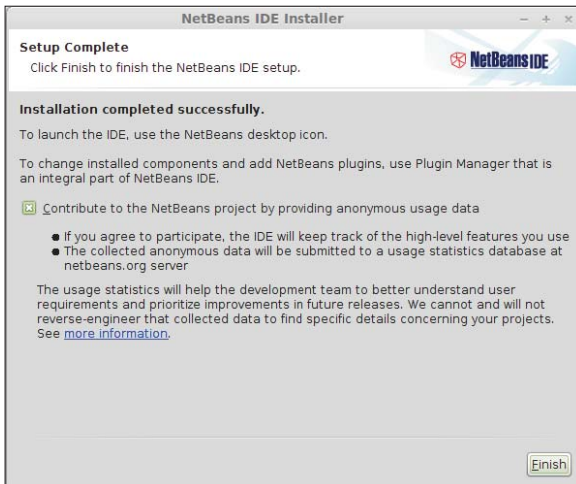 NetBeans IDE Installer
Setup Complete
Click Finish to finish the NetBeans IDE setup.
NetBeans IDE
Installation completed successfully.
To launch the IDE, use the NetBeans desktop icon.
To change installed components and add NetBeans plugins, use Plugin Manager that is
an integral part of NetBeans IDE.
Contribute to the NetBeans project by providing anonymous usage data
● If you agree to participate, the IDE will keep track of the high-level features you use
● The collected anonymous data will be submitted to a usage statistics database at
netbeans.org server
The usage statistics will help the development team to better understand user
requirements and prioritize improvements in future releases. We cannot and will not
reverse-engineer that collected data to find specific details concerning your projects.
See more information.
Finish